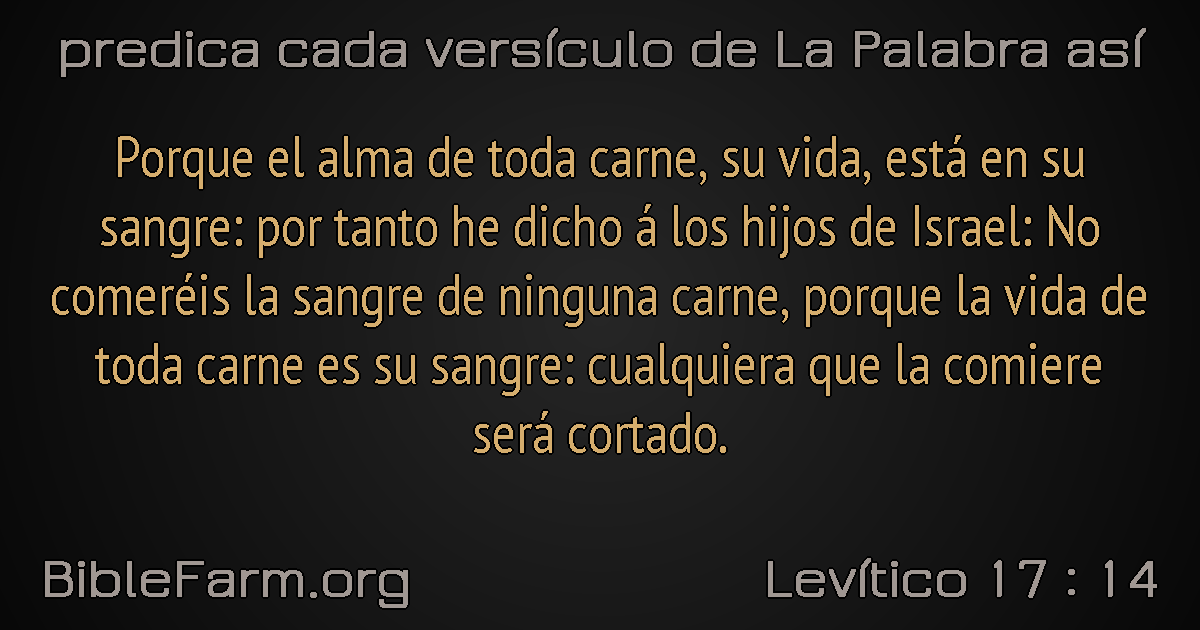 predica cada versículo de La Palabra así
Porque el alma de toda carne, su vida, está en su
sangre: por tanto he dicho á los hijos de Israel: No
comeréis la sangre de ninguna carne, porque la vida de
toda carne es su sangre: cualquiera que la comiere
será cortado.
BibleFarm.org
Levítico 17 : 14